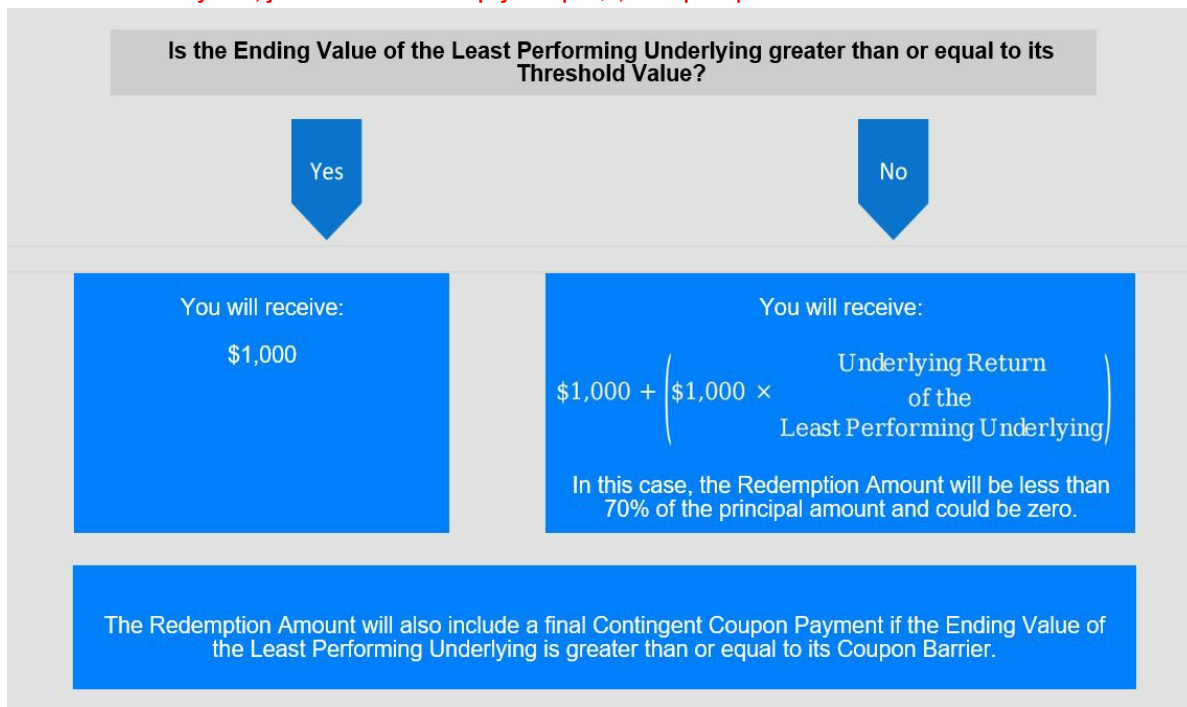 Is the Ending Value of the Least Performing Underlying greater than or equal to its
Threshold Value?
Yes
No
You will receive:
$1,000
You will receive:
$1,000 + ($1,000 × Underlying Return
of the
Least Performing Underlying)
In this case, the Redemption Amount will be less than
70% of the principal amount and could be zero.
The Redemption Amount will also include a final Contingent Coupon Payment if the Ending Value of
the Least Performing Underlying is greater than or equal to its Coupon Barrier.